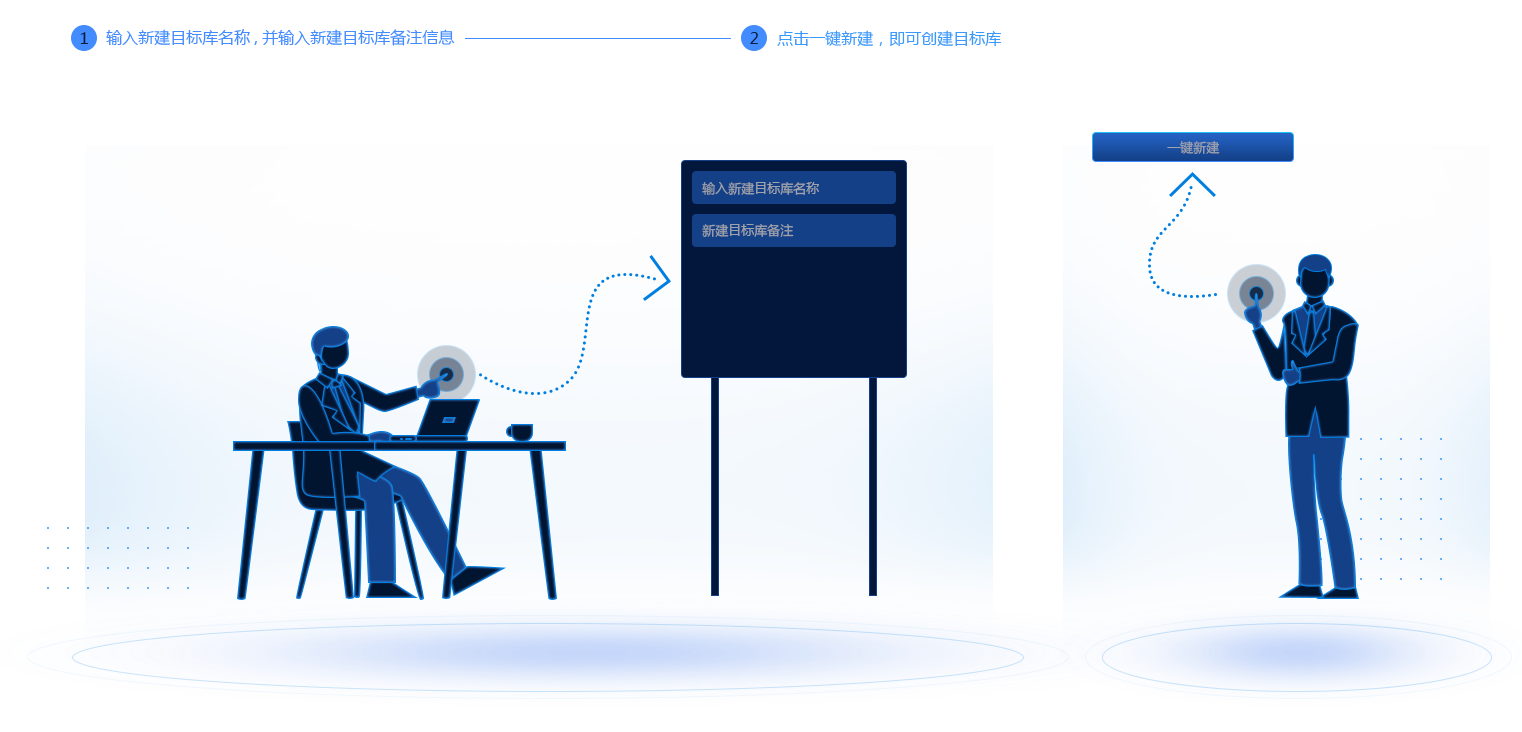 1 输入新建目标库名称 , 并输入新建目标库备注信息
2 点击一键新建，即可创建目标库
一键新建
输入新建目标库名称
新建目标库备注